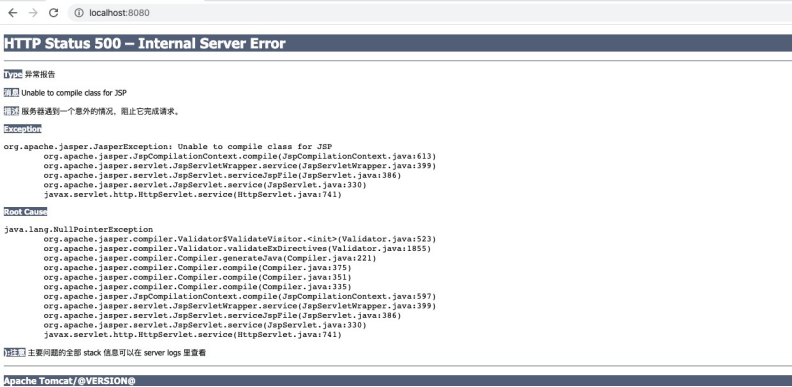 localhost:8080
HTTP Status 500 – Internal Server Error
Type 异常报告
消息 Unable to compile class for JSP
描述 服务器遇到一个意外的情况，阻止它完成请求。
Exception
org.apache.jasper.JasperException: Unable to compile class for JSP
org.apache.jasper.JspCompilationContext.compile(JspCompilationContext.java:613)
org.apache.jasper.servlet.JspServletWrapper.service(JspServletWrapper.java:399)
org.apache.jasper.servlet.JspServlet.serviceJspFile(JspServlet.java:386)
org.apache.jasper.servlet.JspServlet.service(JspServlet.java:330)
javax.servlet.http.HttpServlet.service(HttpServlet.java:741)
Root Cause
java.lang.NullPointerException
org.apache.jasper.compiler.Validator$ValidateVisitor.<init>(Validator.java:523)
org.apache.jasper.compiler.Validator.validateExDirectives(Validator.java:1855)
org.apache.jasper.compiler.Compiler.generateJava(Compiler.java:221)
org.apache.jasper.compiler.Compiler.compile(Compiler.java:375)
org.apache.jasper.compiler.Compiler.compile(Compiler.java:351)
org.apache.jasper.compiler.Compiler.compile(Compiler.java:335)
org.apache.jasper.JspCompilationContext.compile(JspCompilationContext.java:597)
org.apache.jasper.servlet.JspServletWrapper.service(JspServletWrapper.java:399)
org.apache.jasper.servlet.JspServlet.serviceJspFile(JspServlet.java:386)
org.apache.jasper.servlet.JspServlet.service(JspServlet.java:330)
javax.servlet.http.HttpServlet.service(HttpServlet.java:741)
):注意 主要问题的全部 stack 信息可以在 server logs 里查看
Apache Tomcat/@VERSION@